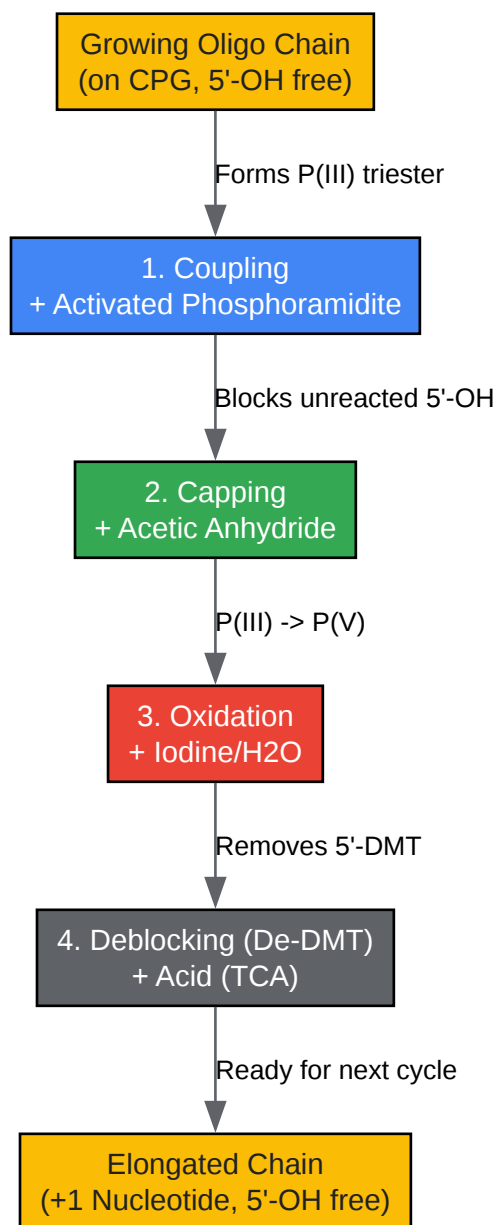 Growing Oligo Chain
(on CPG, 5'-OH free)
Forms P(III) triester
1. Coupling
+ Activated Phosphoramidite
Blocks unreacted 5'-OH
2. Capping
+ Acetic Anhydride
P(III) -> P(V)
3. Oxidation
+ Iodine/H2O
Removes 5'-DMT
4. Deblocking (De-DMT)
+ Acid (TCA)
Ready for next cycle
Elongated Chain
(+1 Nucleotide, 5'-OH free)